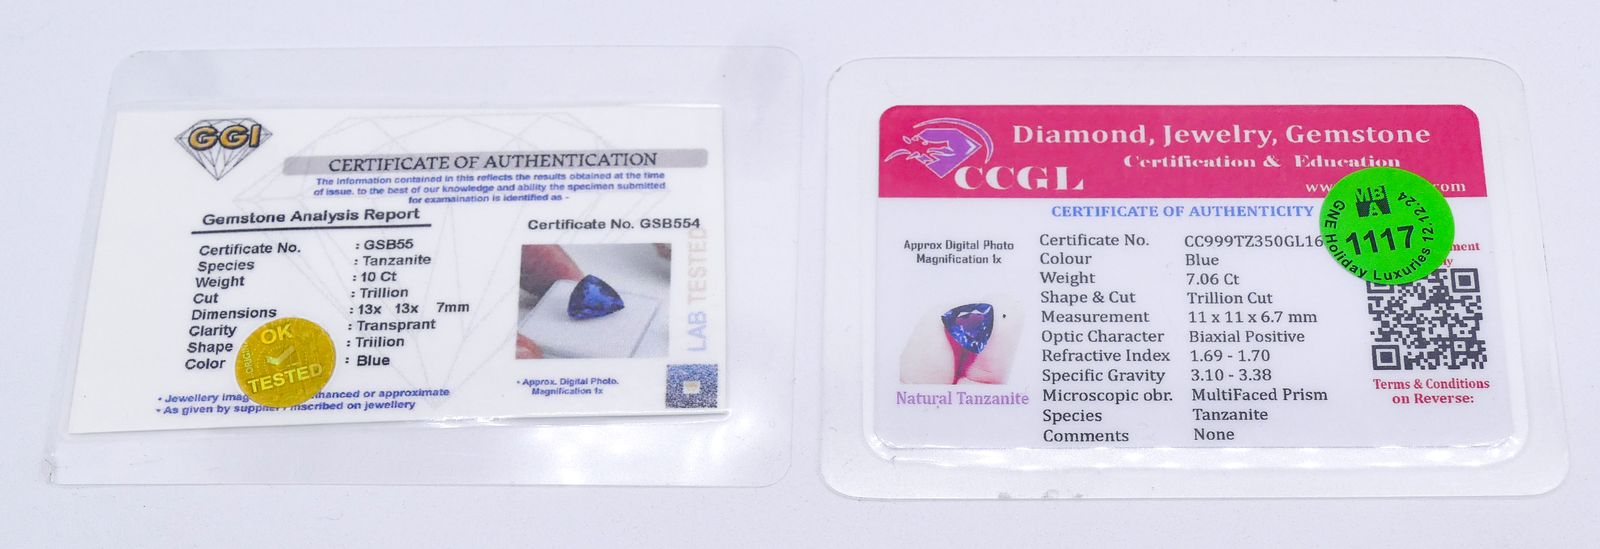 GGI
CERTIFICATE OF AUTHENTICATION
The information contained in this reflects the results obtained at the time
of issue. to the best of our knowledge and ability the specimen submitted
for examaination is identified as -
Gemstone Analysis Report
Certificate No. GSB554
Certificate No. : GSB55
Species : Tanzanite
Weight : 10 Ct
Cut : Trillion
Dimensions : 13x 13x 7mm
Clarity : Transprant
Shape : Triilion
Color : Blue
OK
TESTED
LAB TESTED
• Jewellery imag nhanced or approximate
• As given by supplie inscribed on jewellery
• Approx. Digital Photo.
Magnification 1x
Diamond, Jewelry, Gemstone
Certification & Education
CCGL
www. .com
CERTIFICATE OF AUTHENTICITY
MBA
1117
GNE Holiday Luxuries 12.12.24
Approx Digital Photo
Magnification 1x
Natural Tanzanite
Certificate No. CC999TZ350GL16
Colour Blue
Weight 7.06 Ct
Shape & Cut Trillion Cut
Measurement 11 x 11 x 6.7 mm
Optic Character Biaxial Positive
Refractive Index 1.69 - 1.70
Specific Gravity 3.10 - 3.38
Microscopic obr. MultiFaced Prism
Species Tanzanite
Comments None
Terms & Conditions
on Reverse: